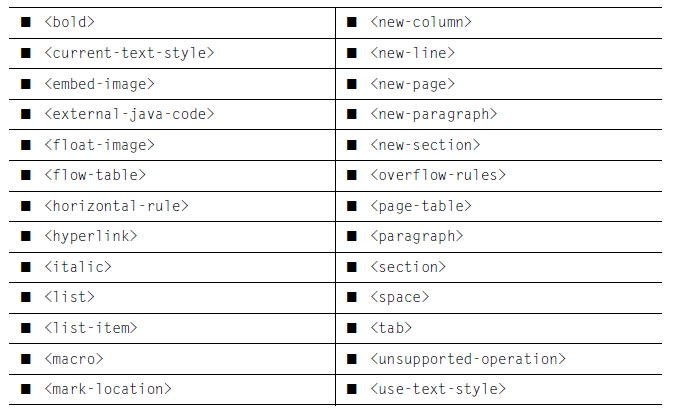 ■ <bold>
■ <current-text-style>
■ <embed-image>
■ <external-java-code>
■ <float-image>
■ <flow-table>
■ <horizontal-rule>
■ <hyperlink>
■ <italic>
■ <list>
■ <list-item>
■ <macro>
■ <mark-location>
■ <new-column>
■ <new-line>
■ <new-page>
■ <new-paragraph>
■ <new-section>
■ <overflow-rules>
■ <page-table>
■ <paragraph>
■ <section>
■ <space>
■ <tab>
■ <unsupported-operation>
■ <use-text-style>